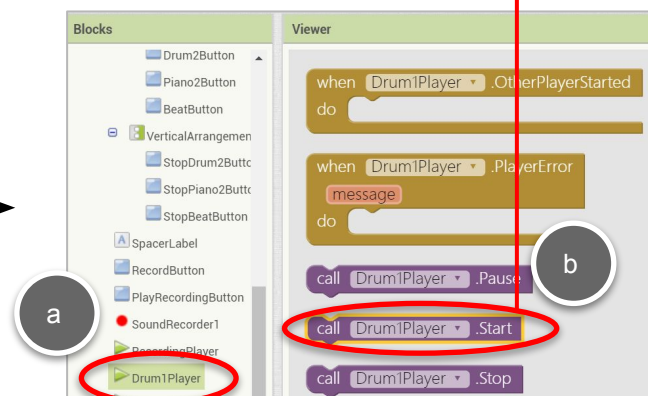 Blocks
Viewer
Drum2Button
Piano2Button
BeatButton
VerticalArrangemen
StopDrum2Butto
StopPiano2Butto
StopBeatButton
SpacerLabel
RecordButton
PlayRecordingButton
SoundRecorder1
RecordingPlayer
Drum1Player
a
when Drum1Player .OtherPlayerStarted
do
when Drum1Player .PlayerError
message
do
call Drum1Player .Pause
b
call Drum1Player .Start
call Drum1Player .Stop